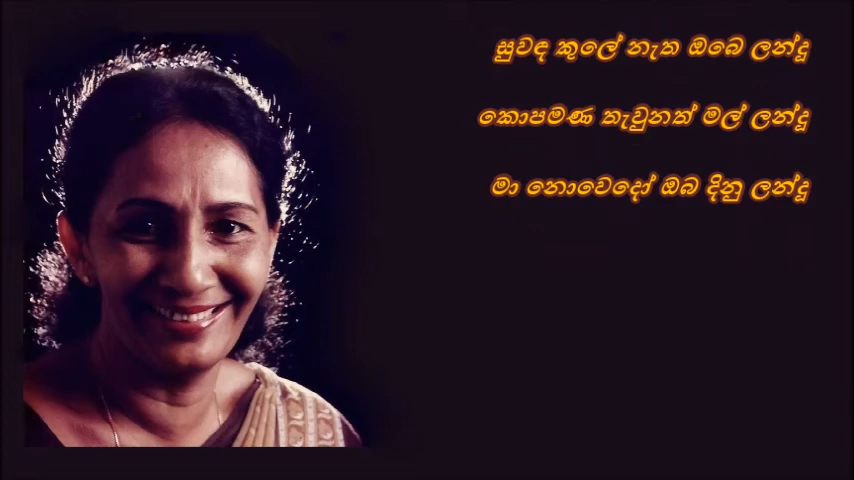 සුවඳ කුලේ නැත ඔබෙ ලන්දූ
කොපමණ තැවුනත් මල් ලන්දූ
මා නොවෙදෝ ඔබ දිනු ලන්දූ